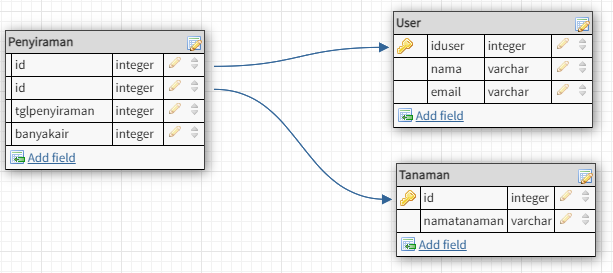 Penyiraman
id integer
id integer
tglpenyiraman integer
banyakair integer
Add field
User
iduser integer
nama varchar
email varchar
Add field
Tanaman
id integer
namatanaman varchar
Add field